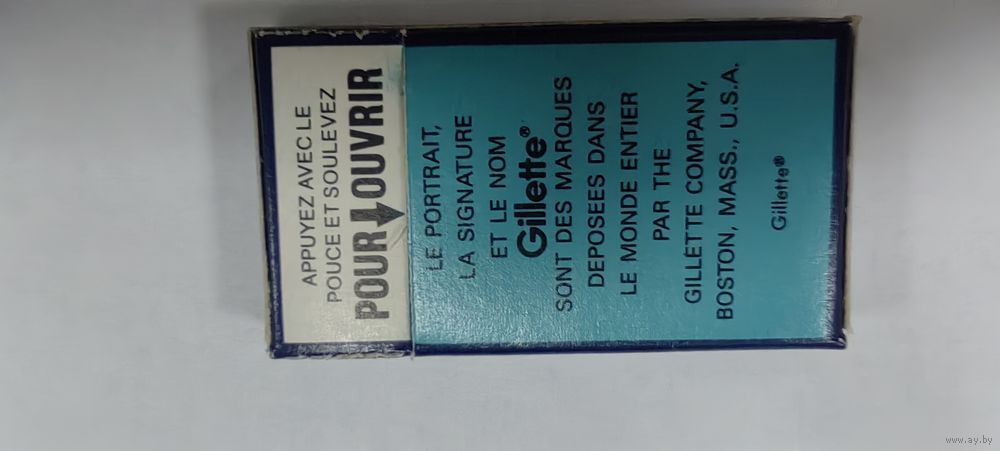 APPUYEZ AVEC LE
POUCE ET SOULEVEZ
POUR OUVRIR
LE PORTRAIT,
LA SIGNATURE
ET LE NOM
Gillette®
SONT DES MARQUES
DEPOSEES DANS
LE MONDE ENTIER
PAR THE
GILLETTE COMPANY,
BOSTON, MASS., U.S.A.
Gillette®
www.ay.by